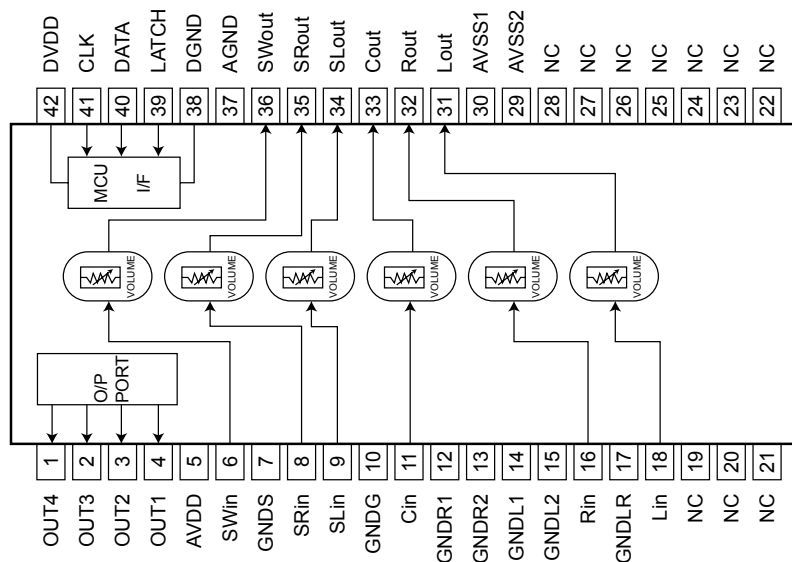 DVDD
CLK
DATA
LATCH
DGND
AGND
SWout
SRout
SLout
Cout
Rout
Lout
AVSS1
AVSS2
NC
NC
NC
NC
NC
NC
NC
42
41
40
39
38
37
36
35
34
33
32
31
30
29
28
27
26
25
24
23
22
MCU
I/F
VOLUME
VOLUME
VOLUME
VOLUME
VOLUME
VOLUME
O/P
PORT
1
2
3
4
5
6
7
8
9
10
11
12
13
14
15
16
17
18
19
20
21
OUT4
OUT3
OUT2
OUT1
AVDD
SWin
GNDS
SRin
SLin
GNDG
Cin
GNDR1
GNDR2
GNDL1
GNDL2
Rin
GNDLR
Lin
NC
NC
NC